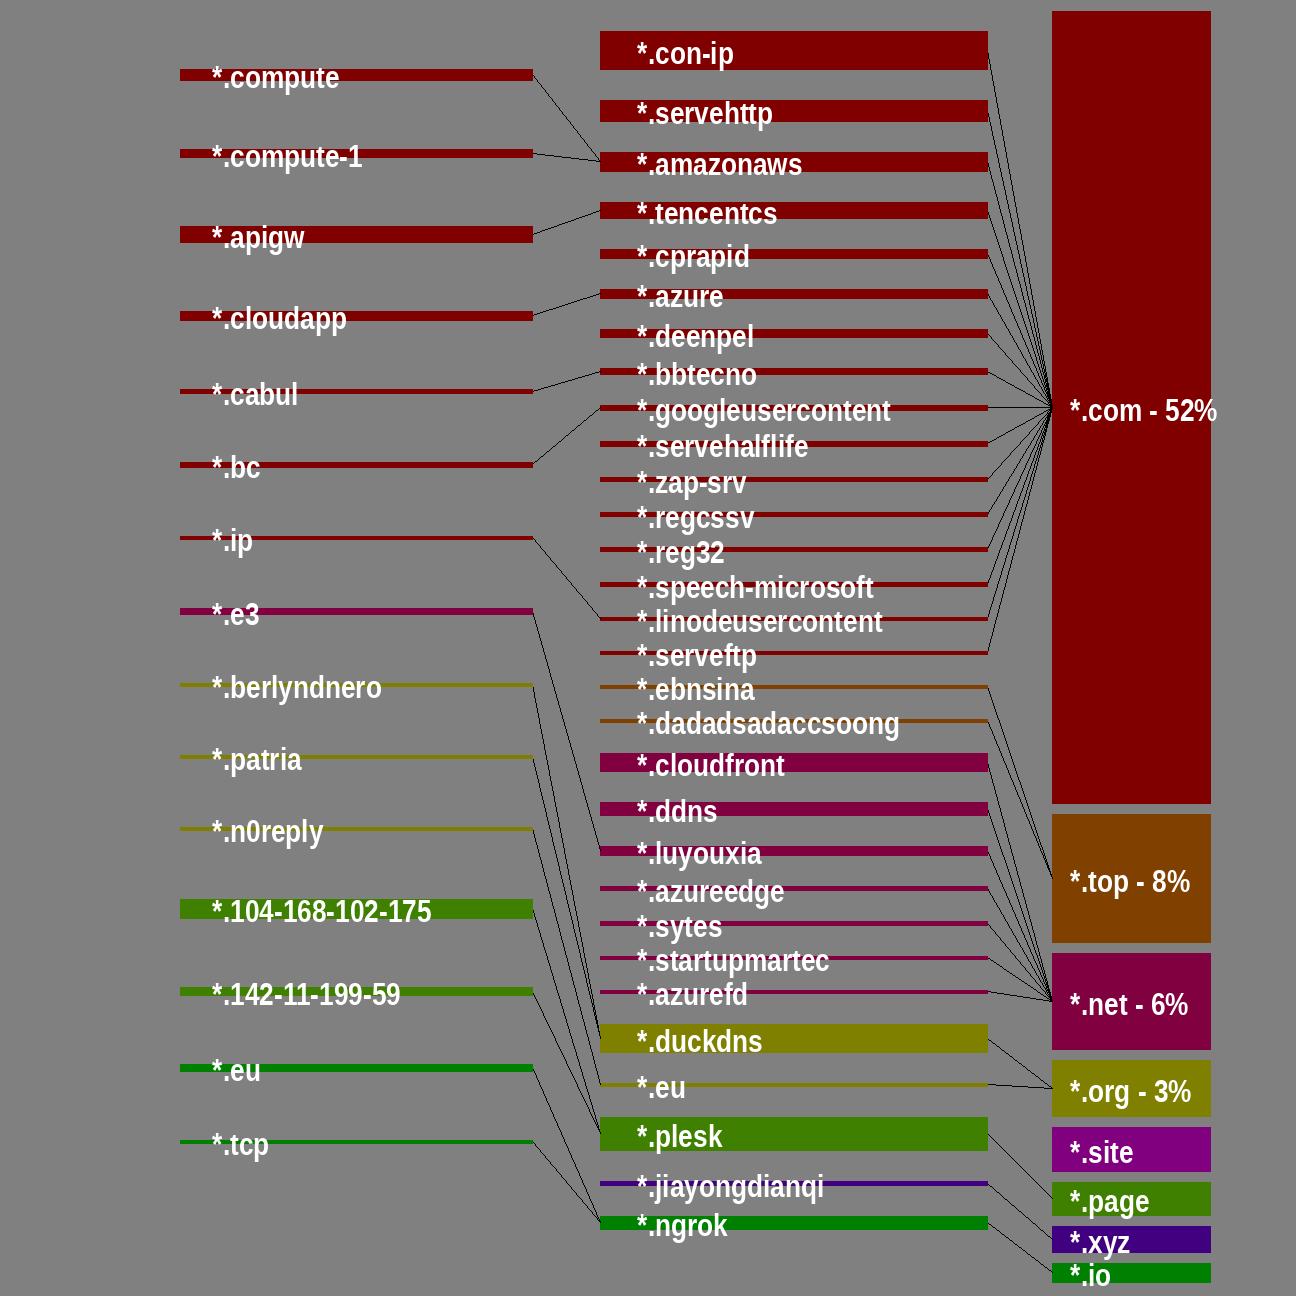 *.compute
*.compute-1
*.apigw
*.cloudapp
*.cabul
*.bc
*.ip
*.e3
*.berlyndnero
*.patria
*.n0reply
*.104-168-102-175
*.142-11-199-59
*.eu
*.tcp
*.con-ip
*.servehttp
*.amazonaws
*.tencentcs
*.cprapid
*.azure
*.deenpel
*.bbtecno
*.googleusercontent
*.servehalflife
*.zap-srv
*.regcssv
*.reg32
*.speech-microsoft
*.linodeusercontent
*.serveftp
*.ebnsina
*.dadadsadaccsoong
*.cloudfront
*.ddns
*.luyouxia
*.azureedge
*.sytes
*.startupmartec
*.azurefd
*.duckdns
*.eu
*.plesk
*.jiayongdianqi
*.ngrok
*.com - 52%
*.top - 8%
*.net - 6%
*.org - 3%
*.site
*.page
*.xyz
*.io